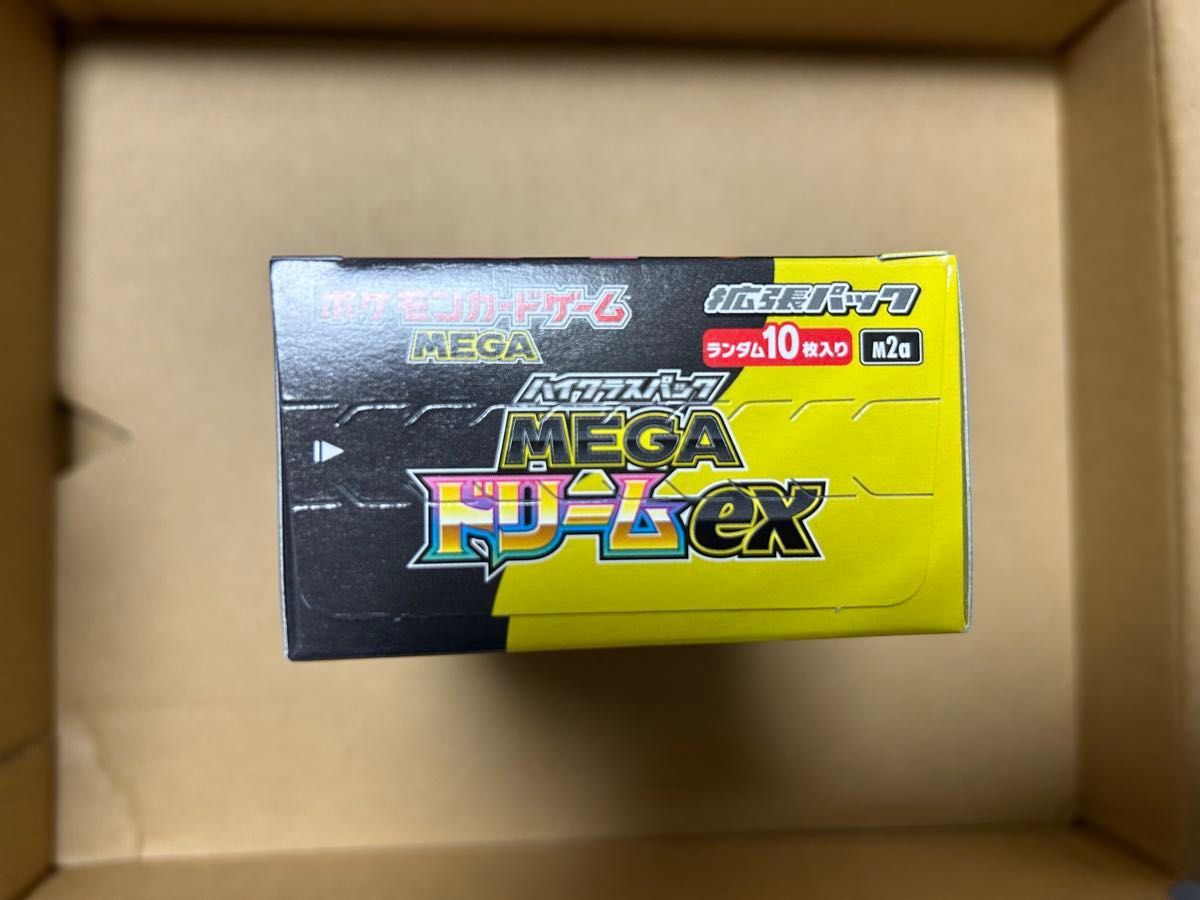 ポケモンカードゲーム
MEGA
拡張パック
ランダム10枚入り
M2a
ハイクラスパック
MEGA
ドリームex